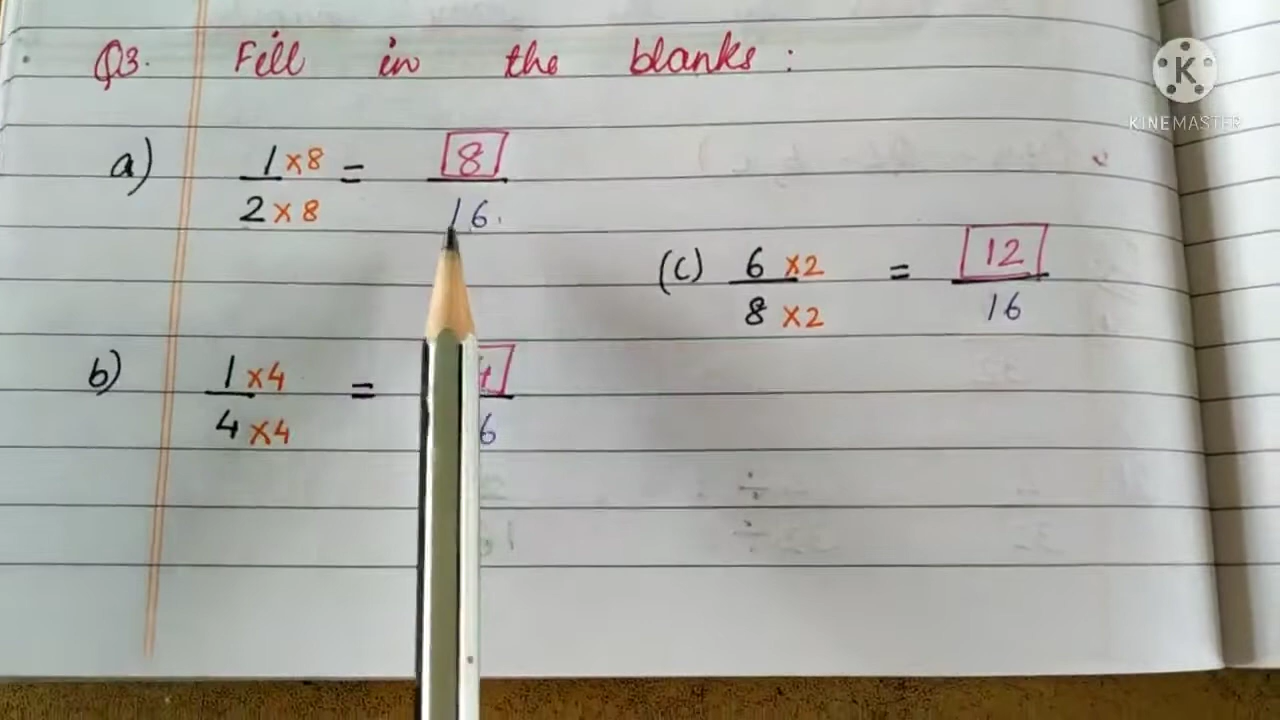 Q3. Fill in the blanks :
a) 1 ×8 = 8
2 ×8 16.
(C) 6 ×2 = 12
8 ×2 16
b) 1 ×4 =
4 ×4 6
K
KINEMASTER